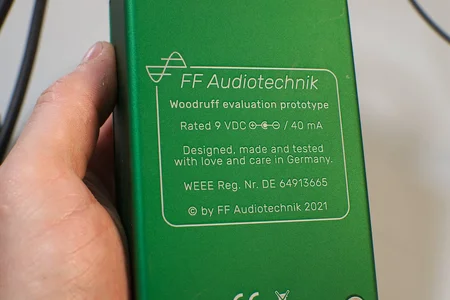 FF Audiotechnik
Woodruff evaluation prototype
Rated 9 VDC / 40 mA
Designed, made and tested
with love and care in Germany.
WEEE Reg. Nr. DE 64913665
© by FF Audiotechnik 2021